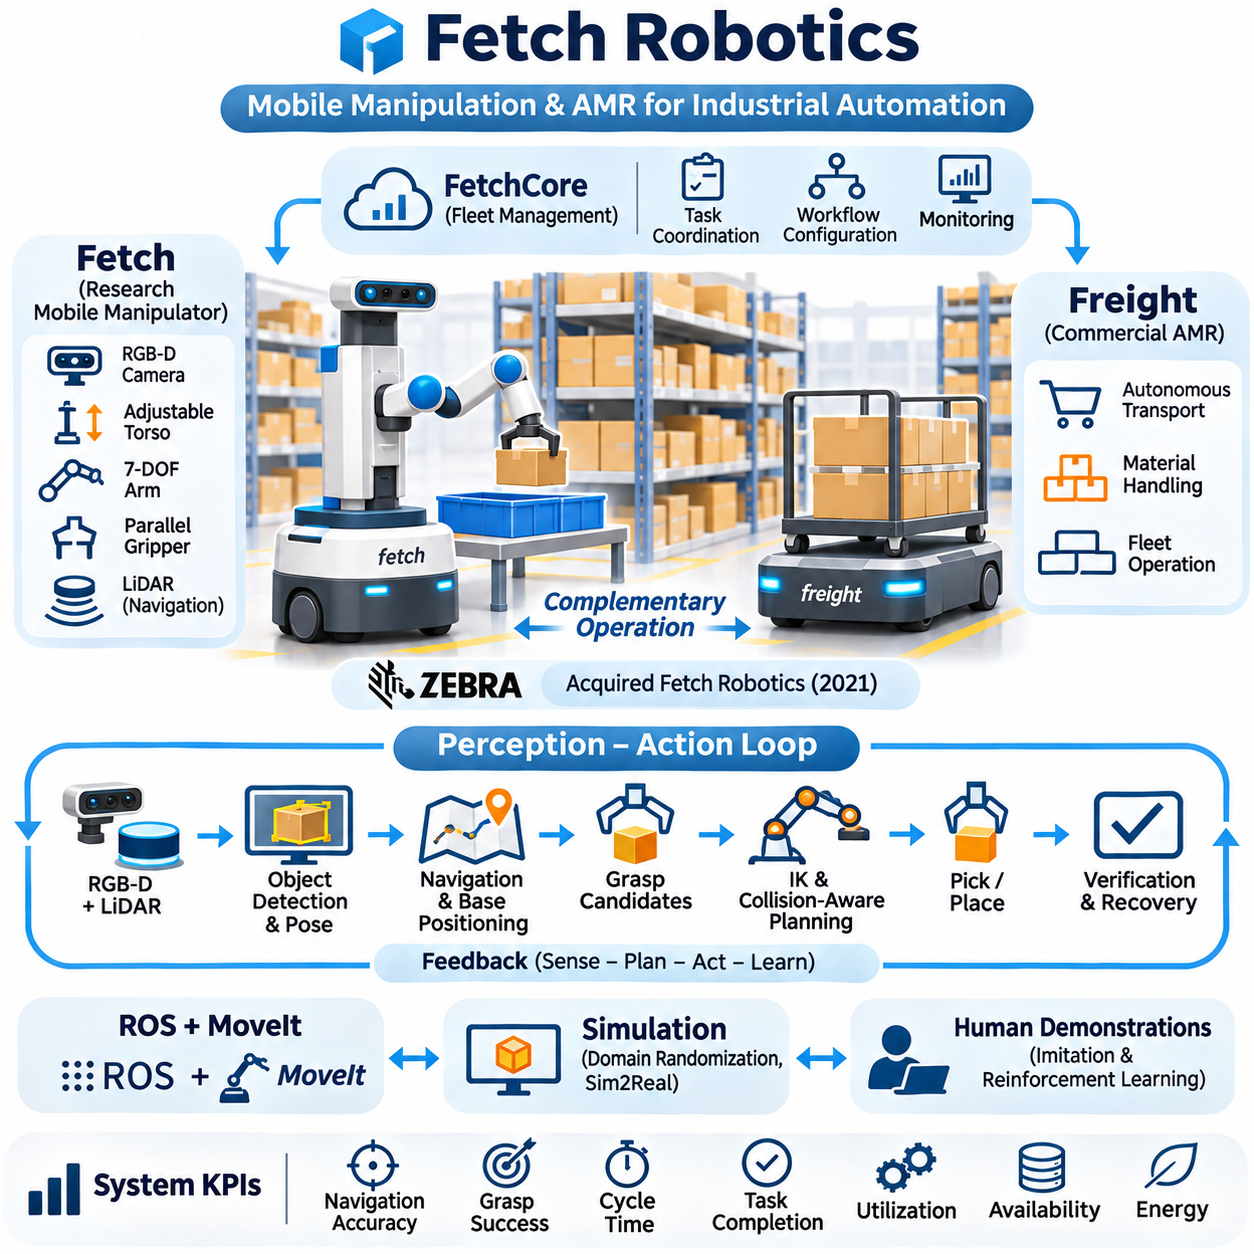 Fetch Robotics
Mobile Manipulation & AMR for Industrial Automation
FetchCore
(Fleet Management)
Task
Coordination
Workflow
Configuration
Monitoring
Fetch
(Research
Mobile Manipulator)
RGB-D
Camera
Adjustable
Torso
7-DOF
Arm
Parallel
Gripper
LiDAR
(Navigation)
fetch
freight
Complementary
Operation
Freight
(Commercial AMR)
Autonomous
Transport
Material
Handling
Fleet
Operation
ZEBRA
Acquired Fetch Robotics (2021)
Perception – Action Loop
RGB-D
+ LiDAR
Object
Detection
& Pose
Navigation
& Base
Positioning
Grasp
Candidates
IK &
Collision-Aware
Planning
Pick /
Place
Verification
& Recovery
Feedback (Sense – Plan – Act – Learn)
ROS + MoveIt
ROS + MoveIt
Simulation
(Domain Randomization,
Sim2Real)
Human Demonstrations
(Imitation &
Reinforcement Learning)
System KPIs
Navigation
Accuracy
Grasp
Success
Cycle
Time
Task
Completion
Utilization
Availability
Energy